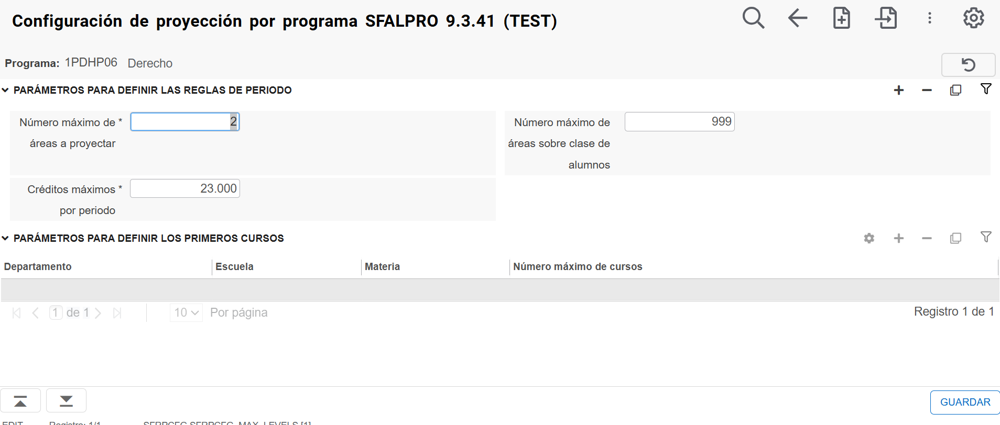 Configuración de proyección por programa SFALPRO 9.3.41 (TEST)
Programa: 1PDHP06 Derecho
PARÁMETROS PARA DEFINIR LAS REGLAS DE PERIODO
Número máximo de * 2
áreas a proyectar
Número máximo de 999
áreas sobre clase de
alumnos
Créditos máximos * 23.000
por periodo
PARÁMETROS PARA DEFINIR LOS PRIMEROS CURSOS
Departamento Escuela Materia Número máximo de cursos
1 de 1 10 Por página Registro 1 de 1
GUARDAR
EDIT Registro: 1/1 SFRPCFG.SFRPCFG_MAX_LEVELS [1]